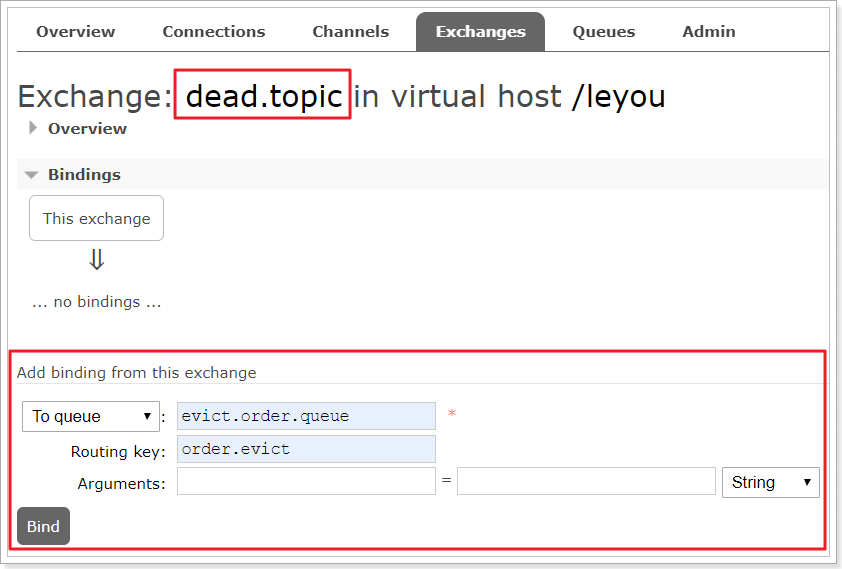 Overview Connections Channels Exchanges Queues Admin
Exchange: dead.topic in virtual host /leyou
Overview
Bindings
This exchange
⇓
... no bindings ...
Add binding from this exchange
To queue : evict.order.queue *
Routing key: order.evict
Arguments: = String
Bind